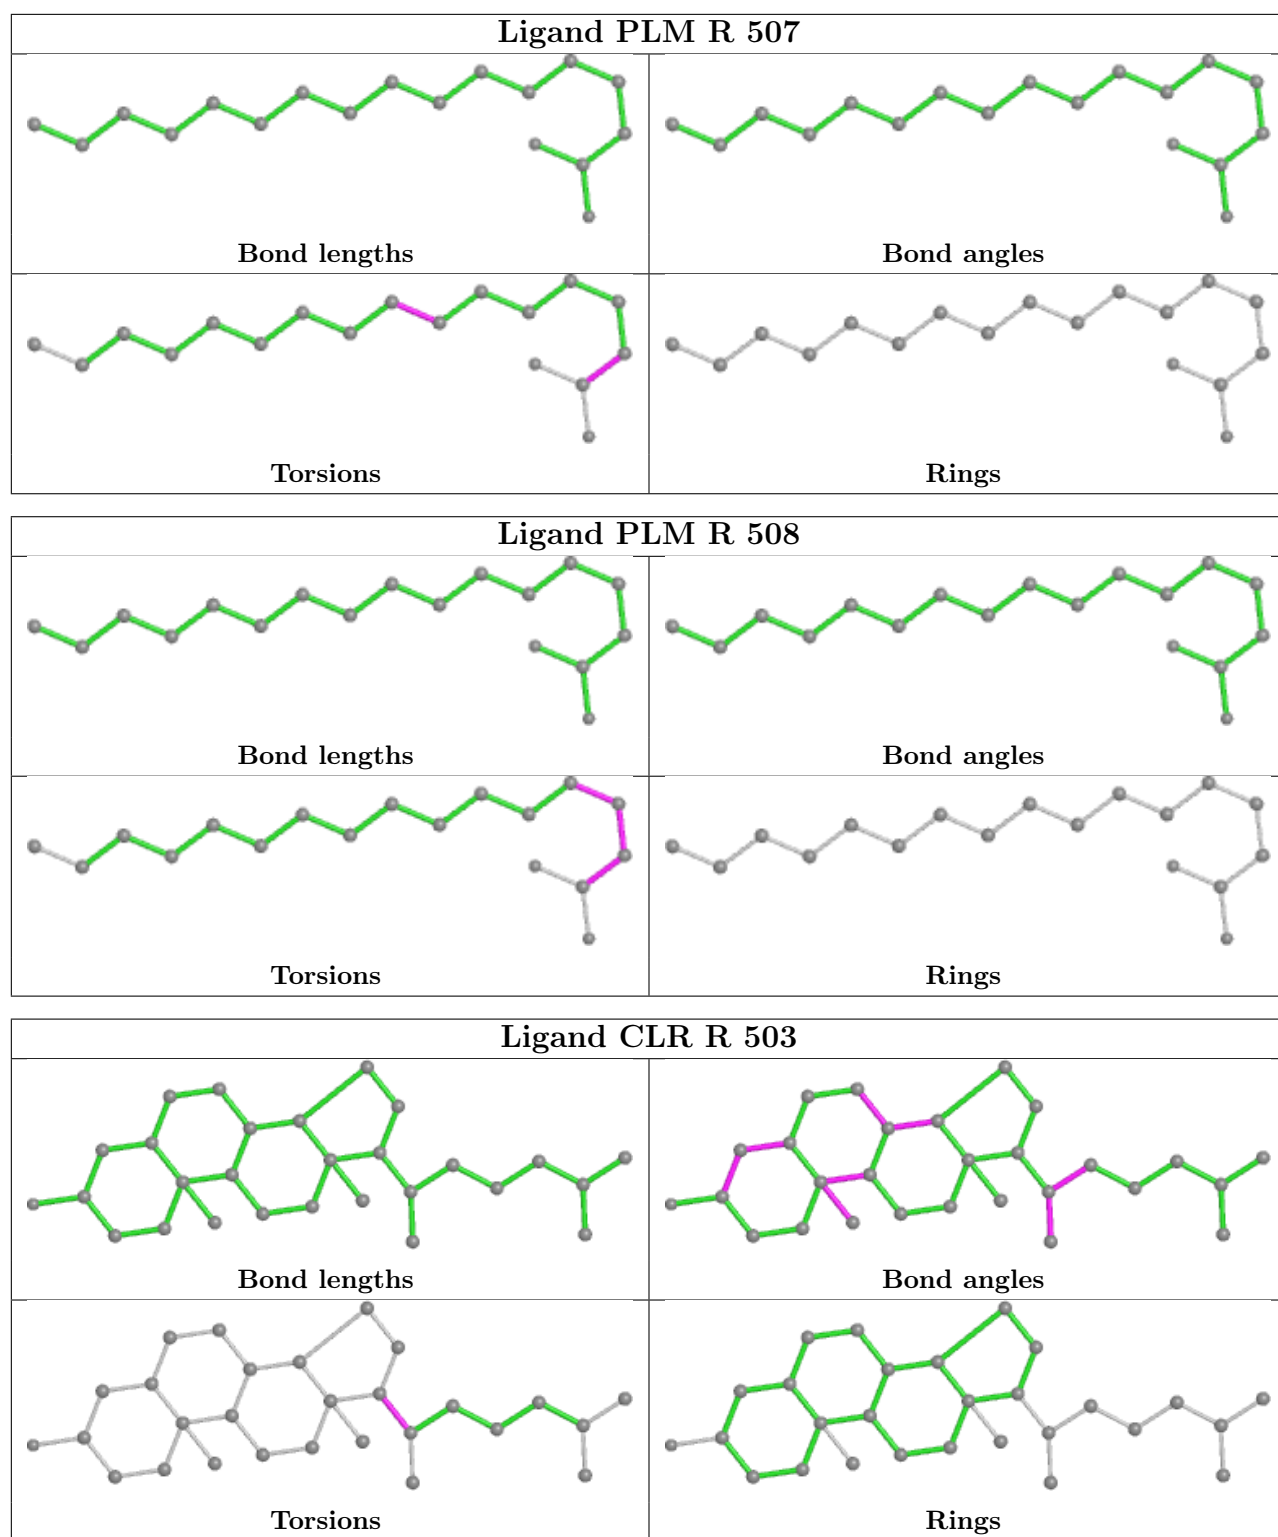 Ligand PLM R 507
Bond lengths
Bond angles
Torsions
Rings
Ligand PLM R 508
Bond lengths
Bond angles
Torsions
Rings
Ligand CLR R 503
Bond lengths
Bond angles
Torsions
Rings